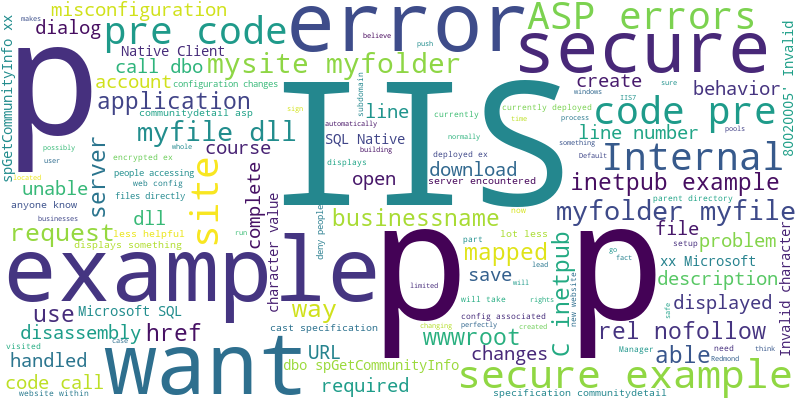 misconfiguration
dialog
pre code
error
ASP errors
secure
p
Native Client
call dbo
mysite myfolder
IIS
create
behavior
account
configuration changes
application
communitydetail asp
line
currently deployed
code pre
subdomain
currently
IIS7
pools
push
believe
makes
windows
sure
sign
automatically
spGetCommunityInfo xx
possibly
user
encrypted ex
whole
time
process
something
Default
myfile dll
SQL Native
building
normally
line number
80020005' Invalid
located
people accessing
web config
files directly
server
course
displays
deployed ex
Internal
download
unable
site
open
server encountered
inetpub example
anyone know
dll
complete
character value
deny people
now
parent directory
businesses
less helpful
businessname
myfolder myfile
request
displays something
run
part
lot less
file
setup
problem
example
p
p
mapped
C inetpub
new website
go
fact
xx Microsoft
Invalid character
use
way
save
will take
rights
limited
lead
will
description
Microsoft SQL
config associated
perfectly
created
changing
displayed
safe
disassembly
href
cast specification
wwwroot
rel nofollow
visited
case
want
URL
dbo spGetCommunityInfo
changes
able
need
Manager
Redmond
think
handled
code call
required
secure example
website within
specification communitydetail